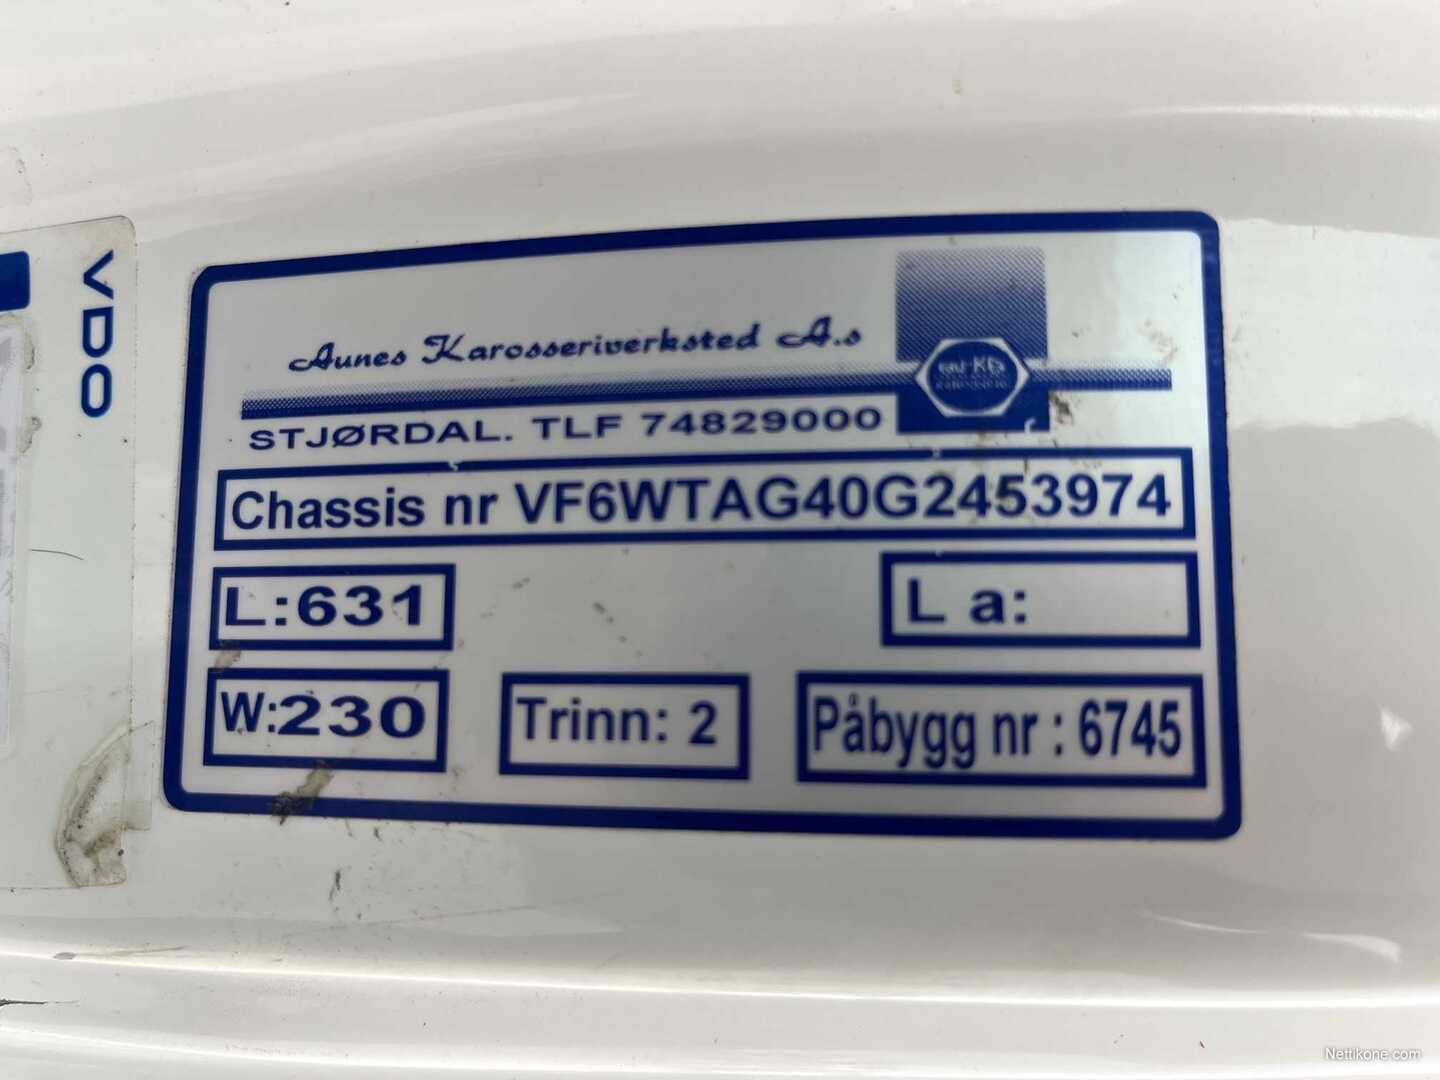 VDO
Aunes Karosseriverksted A.s
STJØRDAL. TLF 74829000
Chassis nr VF6WTAG40G2453974
L:631
L a:
W:230
Trinn: 2
Påbygg nr : 6745
Nettikone.com